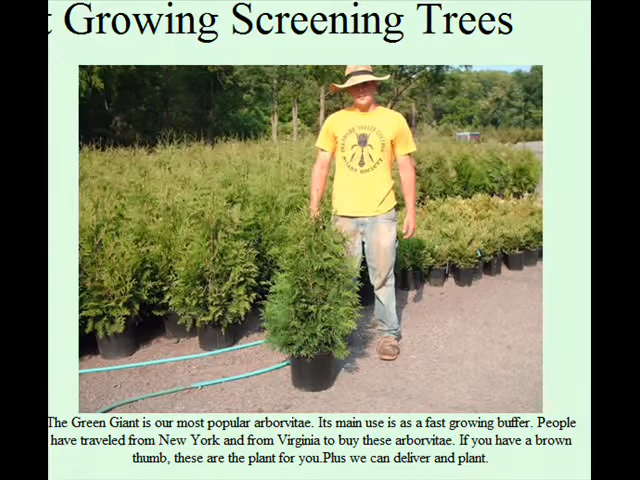 t Growing Screening Trees
The Green Giant is our most popular arborvitae. Its main use is as a fast growing buffer. People
have traveled from New York and from Virginia to buy these arborvitae. If you have a brown
thumb, these are the plant for you.Plus we can deliver and plant.